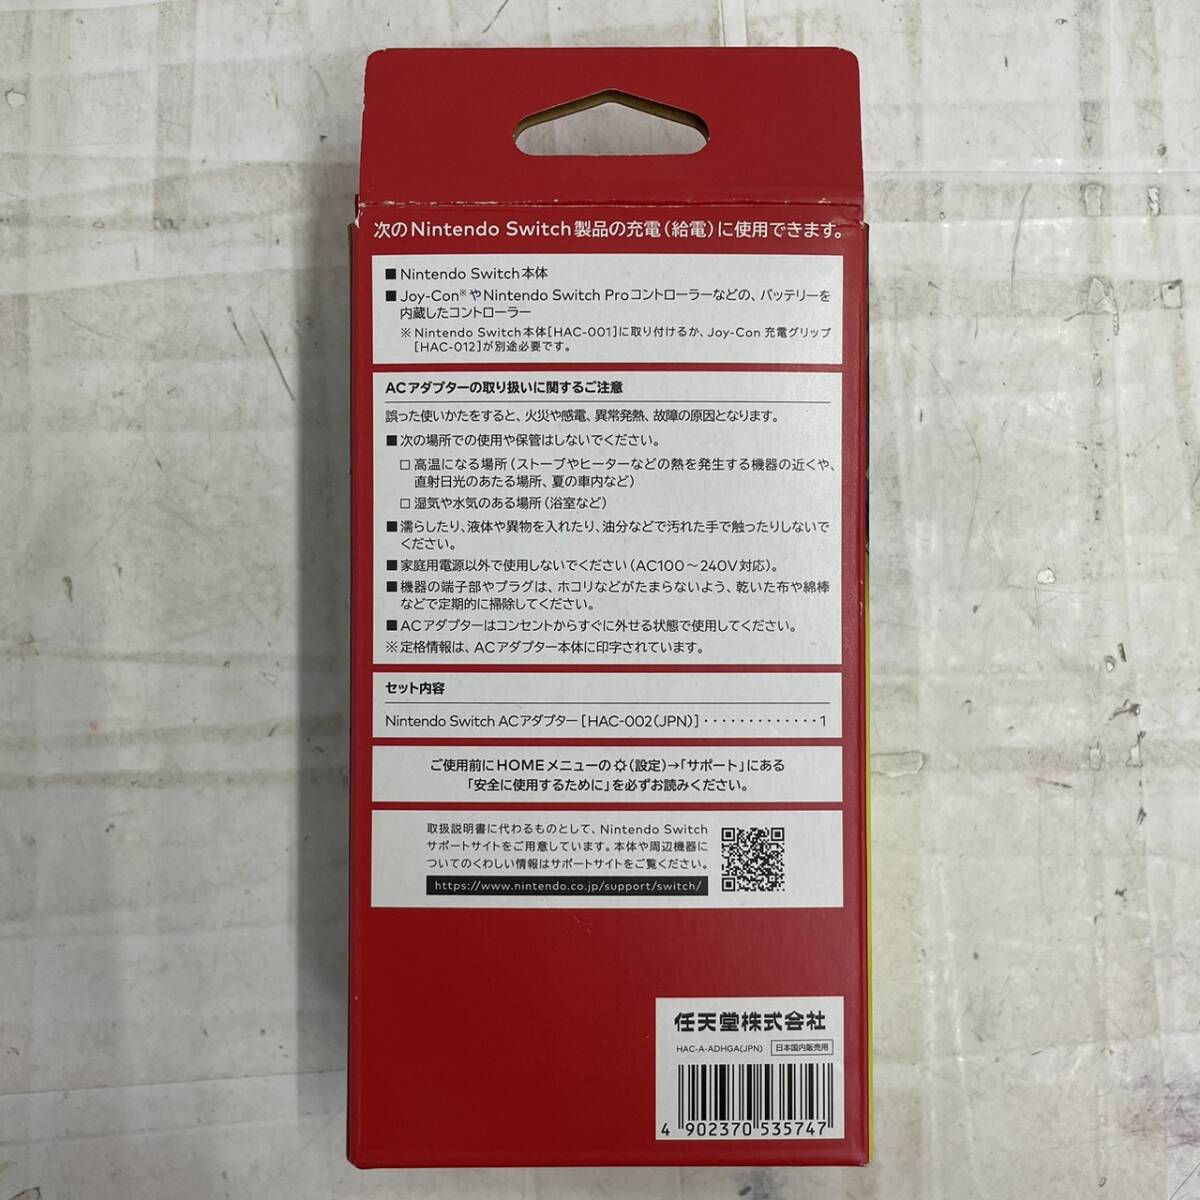 次のNintendo Switch製品の充電(給電)に使用できます。
■ Nintendo Switch本体
■ Joy-Con※やNintendo Switch Proコントローラーなどの、バッテリーを
内蔵したコントローラー
※ Nintendo Switch本体[HAC-001]に取り付けるか、Joy-Con 充電グリップ
[HAC-012]が別途必要です。
ACアダプターの取り扱いに関するご注意
誤った使いかたをすると、火災や感電、異常発熱、故障の原因となります。
■ 次の場所での使用や保管はしないでください。
□ 高温になる場所(ストーブやヒーターなどの熱を発生する機器の近くや、
直射日光のあたる場所、夏の車内など)
□ 湿気や水気のある場所(浴室など)
■ 濡らしたり、液体や異物を入れたり、油分などで汚れた手で触ったりしないで
ください。
■ 家庭用電源以外で使用しないでください(AC100〜240V対応)。
■ 機器の端子部やプラグは、ホコリなどがたまらないよう、乾いた布や綿棒
などで定期的に掃除してください。
■ ACアダプターはコンセントからすぐに外せる状態で使用してください。
※ 定格情報は、ACアダプター本体に印字されています。
セット内容
Nintendo Switch ACアダプター[HAC-002(JPN)]・・・・・・・・・・・・・1
ご使用前にHOMEメニューの(設定)→「サポート」にある
「安全に使用するために」を必ずお読みください。
取扱説明書に代わるものとして、Nintendo Switch
サポートサイトをご用意しています。本体や周辺機器に
ついてのくわしい情報はサポートサイトをご覧ください。
https://www.nintendo.co.jp/support/switch/
任天堂株式会社
HAC-A-ADHGA(JPN) 日本国内販売用
4 902370 535747